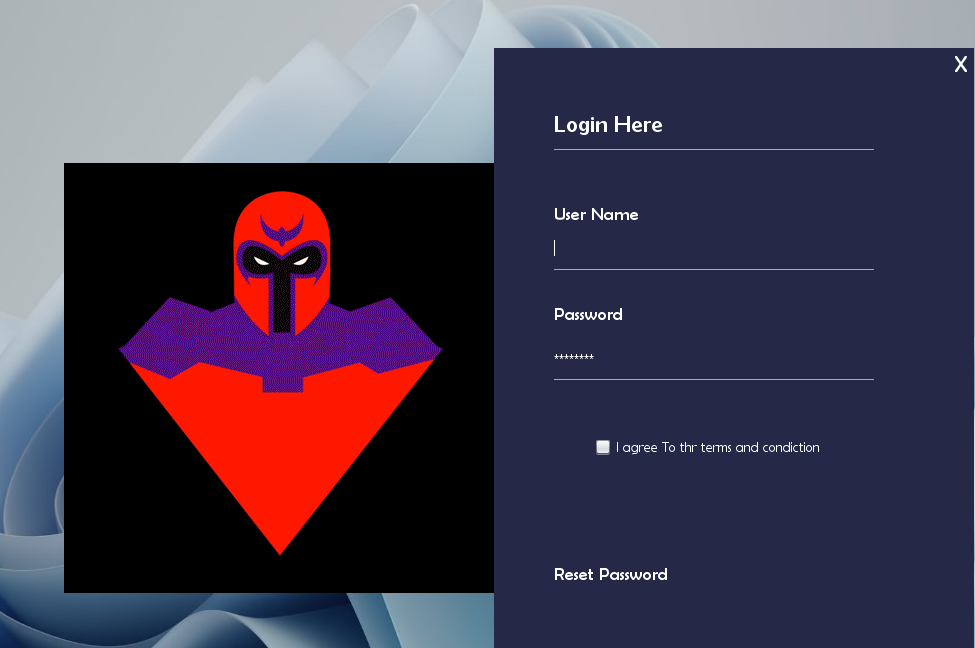 X
Login Here
User Name
Password
********
I agree To thr terms and condiction
Reset Password